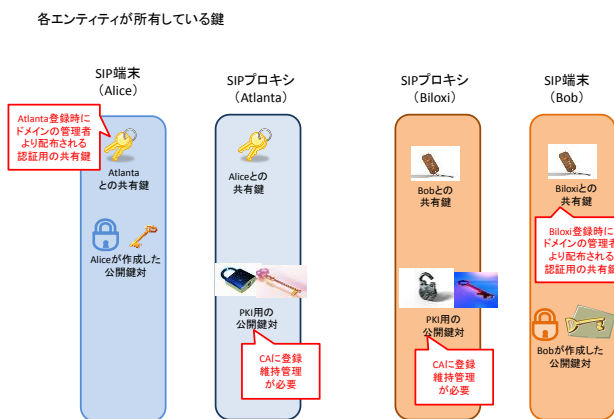 各エンティティが所有している鍵
SIP端末
（Alice）
SIPプロキシ
（Atlanta）
SIPプロキシ
（Biloxi）
SIP端末
（Bob）
Atlanta登録時に
ドメインの管理者
より配布される
認証用の共有鍵
Atlanta
との共有鍵
Aliceが作成した
公開鍵対
Aliceとの
共有鍵
PKI用の
公開鍵対
CAに登録
維持管理
が必要
Bobとの
共有鍵
PKI用の
公開鍵対
CAに登録
維持管理
が必要
Biloxiとの
共有鍵
Biloxi登録時に
ドメインの管理者
より配布される
認証用の共有鍵
Bobが作成した
公開鍵対